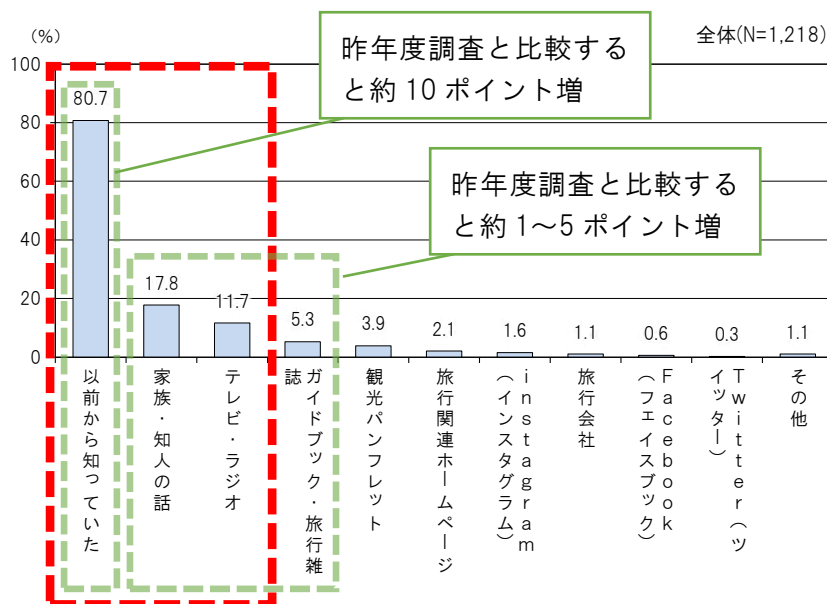 (%)
全体(N=1,218)
昨年度調査と比較する
と約 10 ポイント増
昨年度調査と比較する
と約 1～5 ポイント増
100
80
60
40
20
0
80.7
17.8
11.7
5.3
3.9
2.1
1.6
1.1
0.6
0.3
1.1
以前から知っていた
家族・知人の話
テレビ・ラジオ
ガイドブック・旅行雑
誌
観光パンフレット
旅行関連ホームページ
instagram
(インスタグラム)
旅行会社
Facebook
(フェイスブック)
Twitter(ツ
イッター)
その他